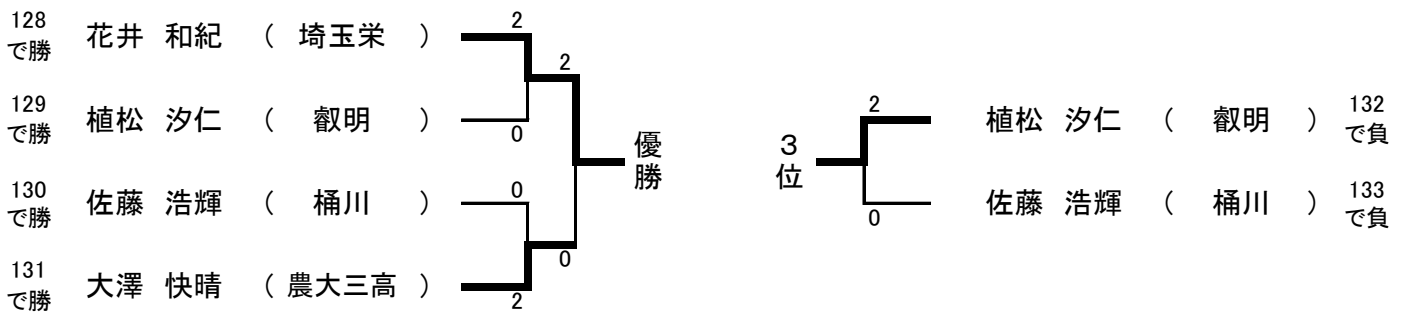 128
で勝
花井 和紀 （ 埼玉栄 ）
2
2
129
で勝
植松 汐仁 （ 叡明 ）
0
優勝
130
で勝
佐藤 浩輝 （ 桶川 ）
0
0
131
で勝
大澤 快晴 （ 農大三高 ）
2
3位
2
植松 汐仁 （ 叡明 ）
132
で負
0
佐藤 浩輝 （ 桶川 ）
133
で負